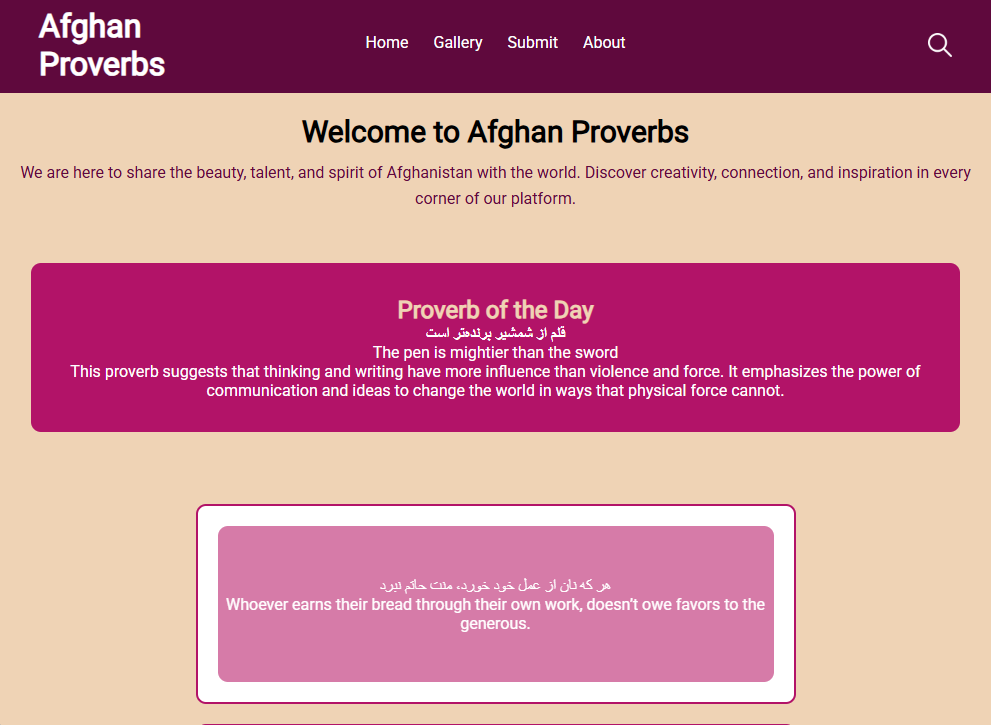 Afghan
Proverbs
Home Gallery Submit About
Welcome to Afghan Proverbs
We are here to share the beauty, talent, and spirit of Afghanistan with the world. Discover creativity, connection, and inspiration in every
corner of our platform.
Proverb of the Day
قلم از شمشیر برنده‌تر است
The pen is mightier than the sword
This proverb suggests that thinking and writing have more influence than violence and force. It emphasizes the power of
communication and ideas to change the world in ways that physical force cannot.
هر که نان از عمل خود خورد، منت حاتم نبرد
Whoever earns their bread through their own work, doesn't owe favors to the
generous.